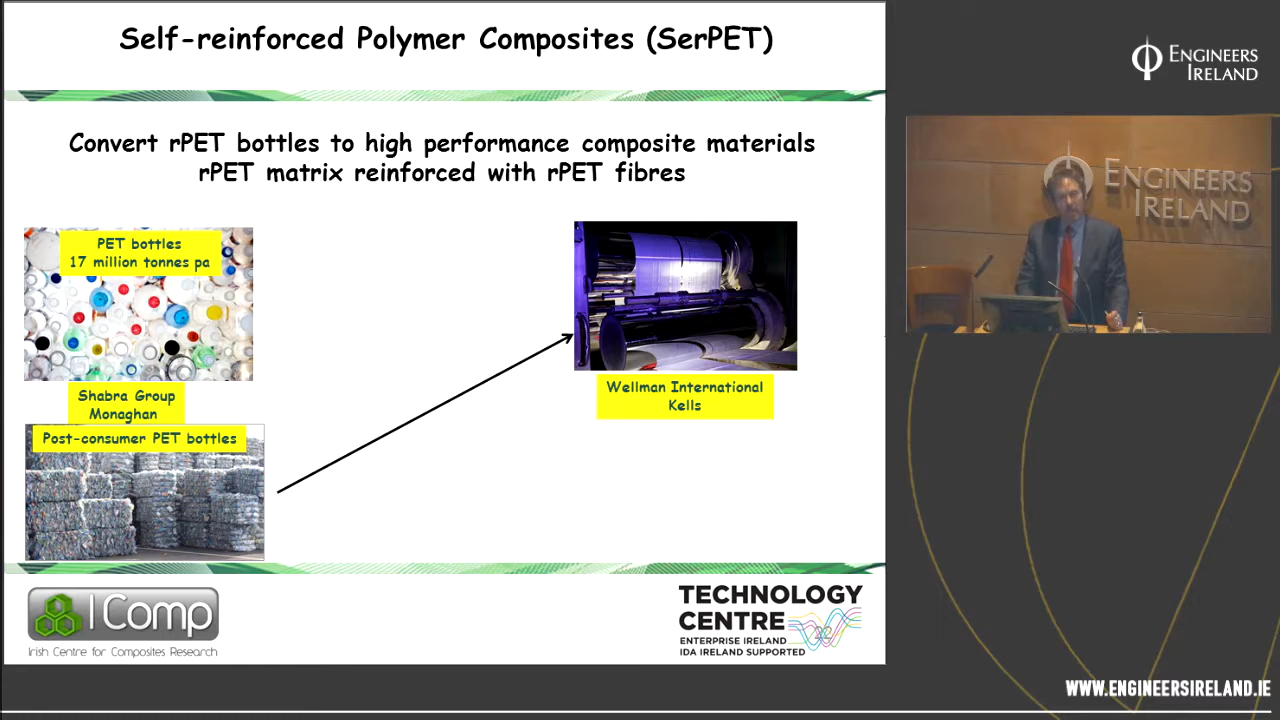 Self-reinforced Polymer Composites (SerPET)
Convert rPET bottles to high performance composite materials
rPET matrix reinforced with rPET fibres
PET bottles
17 million tonnes pa
Shabra Group
Monaghan
Post-consumer PET bottles
Wellman International
Kells
I Comp
Irish Centre for Composites Research
TECHNOLOGY
CENTRE
ENTERPRISE IRELAND
IDA IRELAND SUPPORTED
22
ENGINEERS
IRELAND
ENGINEERS
IRELAND
WWW.ENGINEERSIRELAND.IE